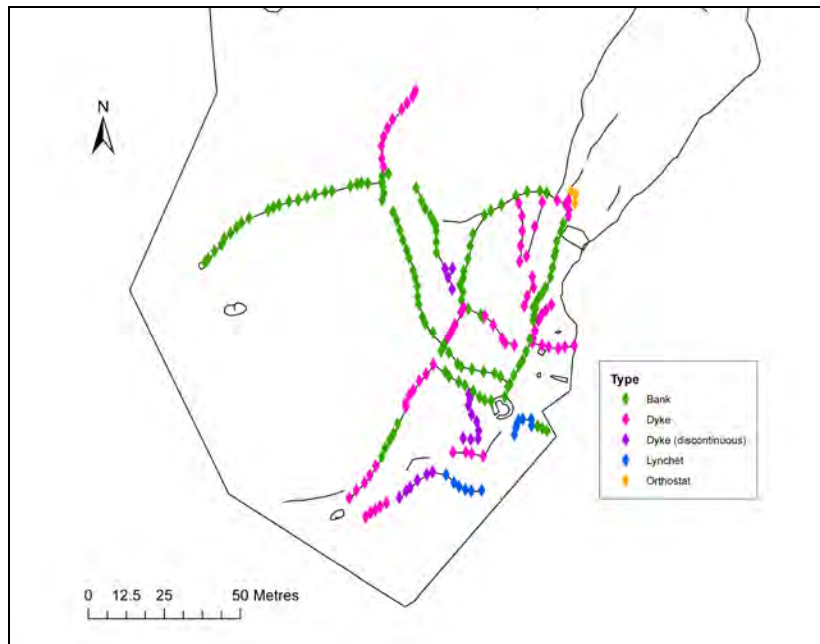 N
Type
Bank
Dyke
Dyke (discontinuous)
Lynchet
Orthostat
0 12.5 25 50 Metres